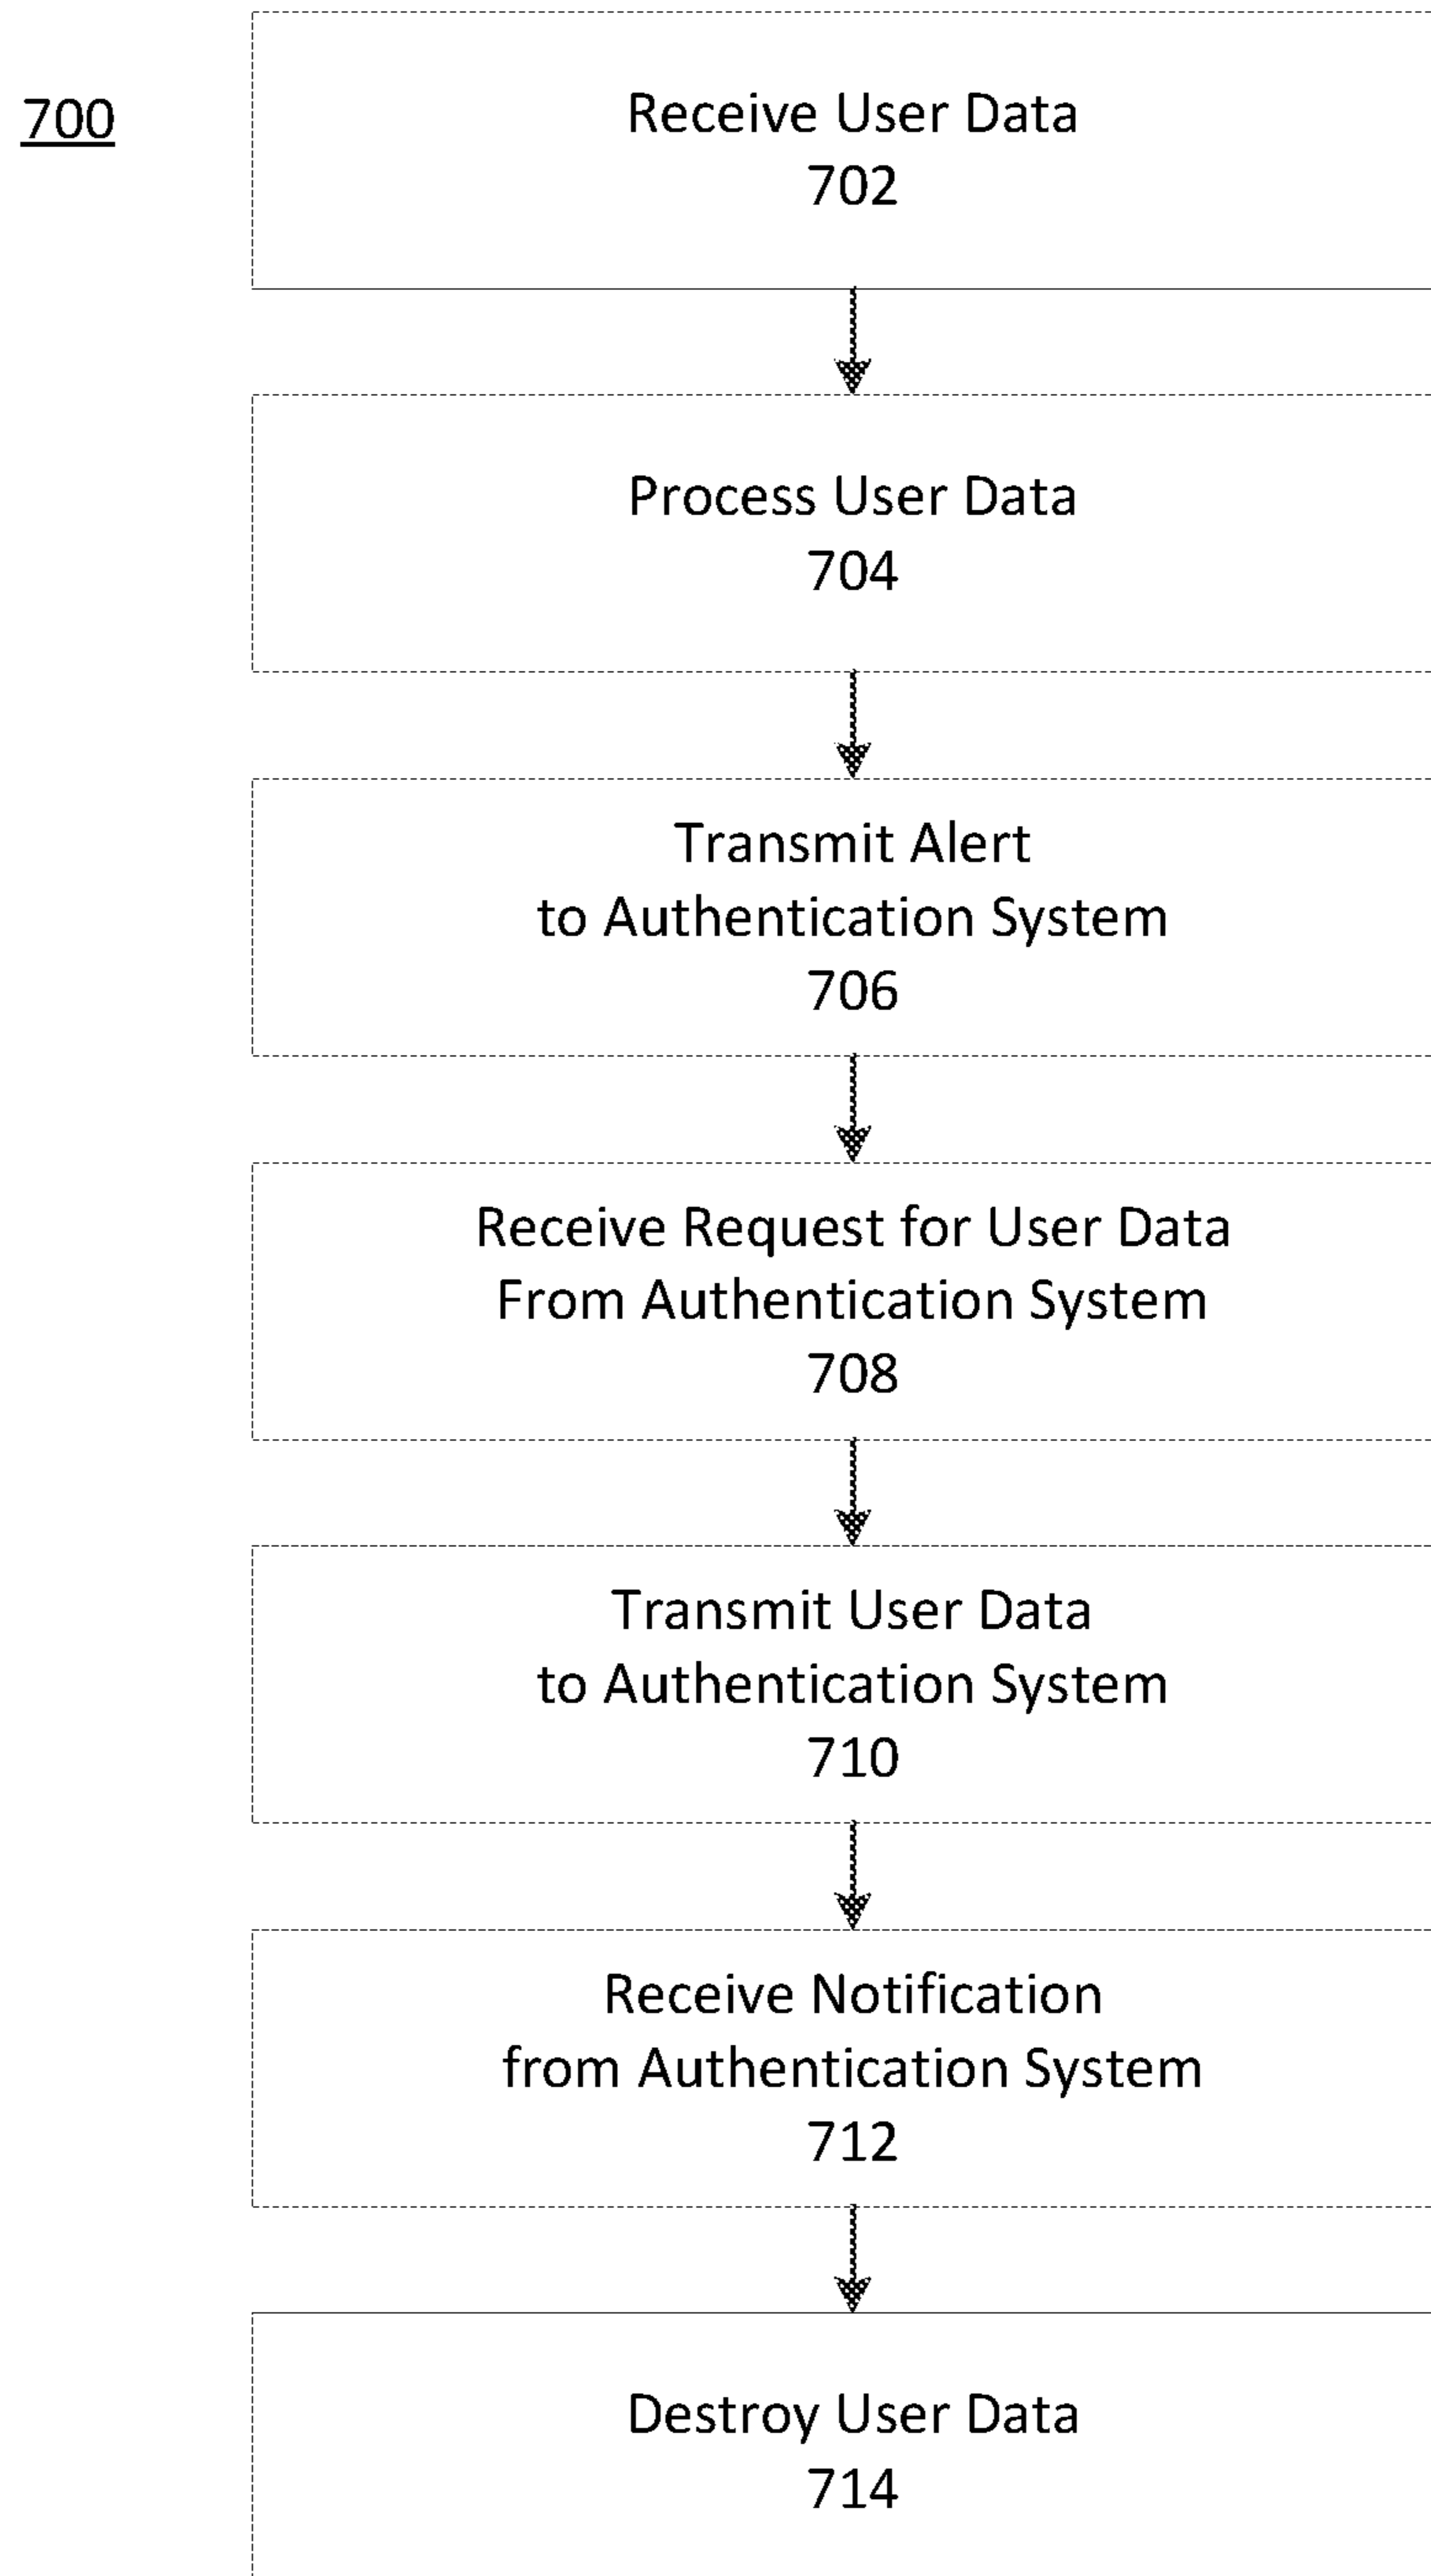 700
Receive User Data
702
Process User Data
704
Transmit Alert
to Authentication System
706
Receive Request for User Data
From Authentication System
708
Transmit User Data
to Authentication System
710
Receive Notification
from Authentication System
712
Destroy User Data
714